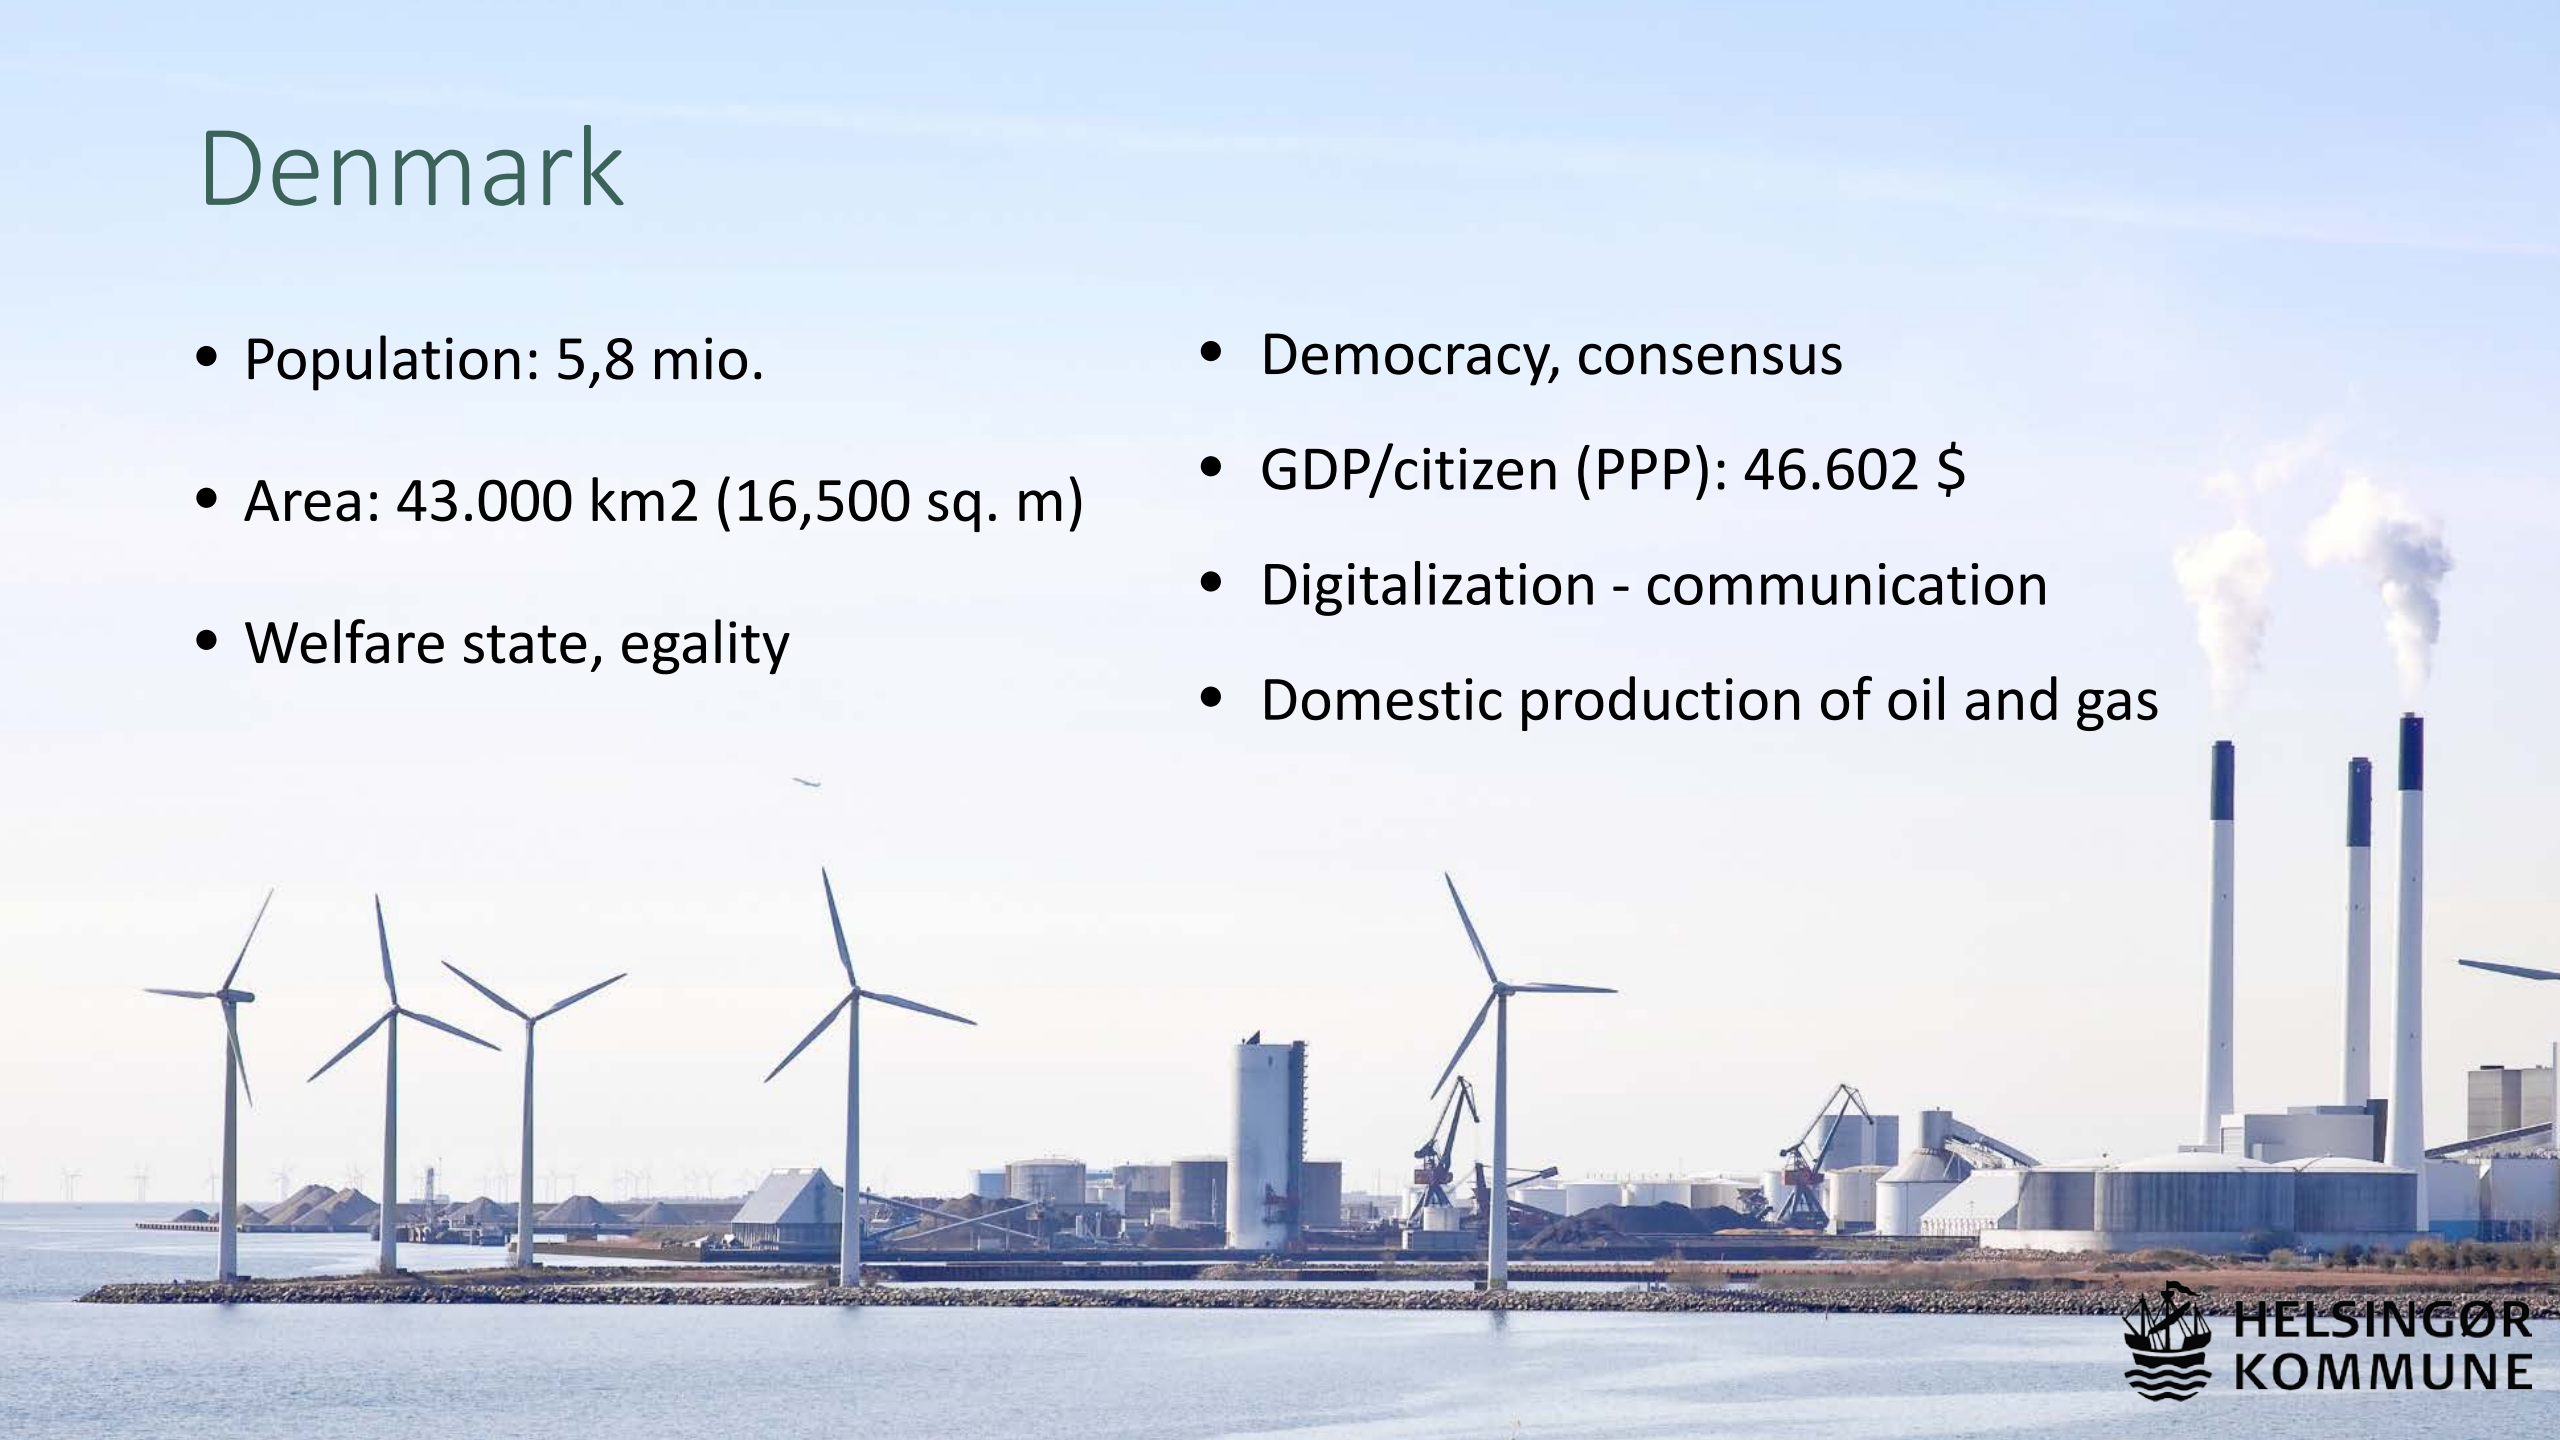 Denmark
• Population: 5,8 mio.
• Area: 43.000 km2 (16,500 sq. m)
• Welfare state, egality
• Democracy, consensus
• GDP/citizen (PPP): 46.602 $
• Digitalization - communication
• Domestic production of oil and gas
HELSINGØR
KOMMUNE